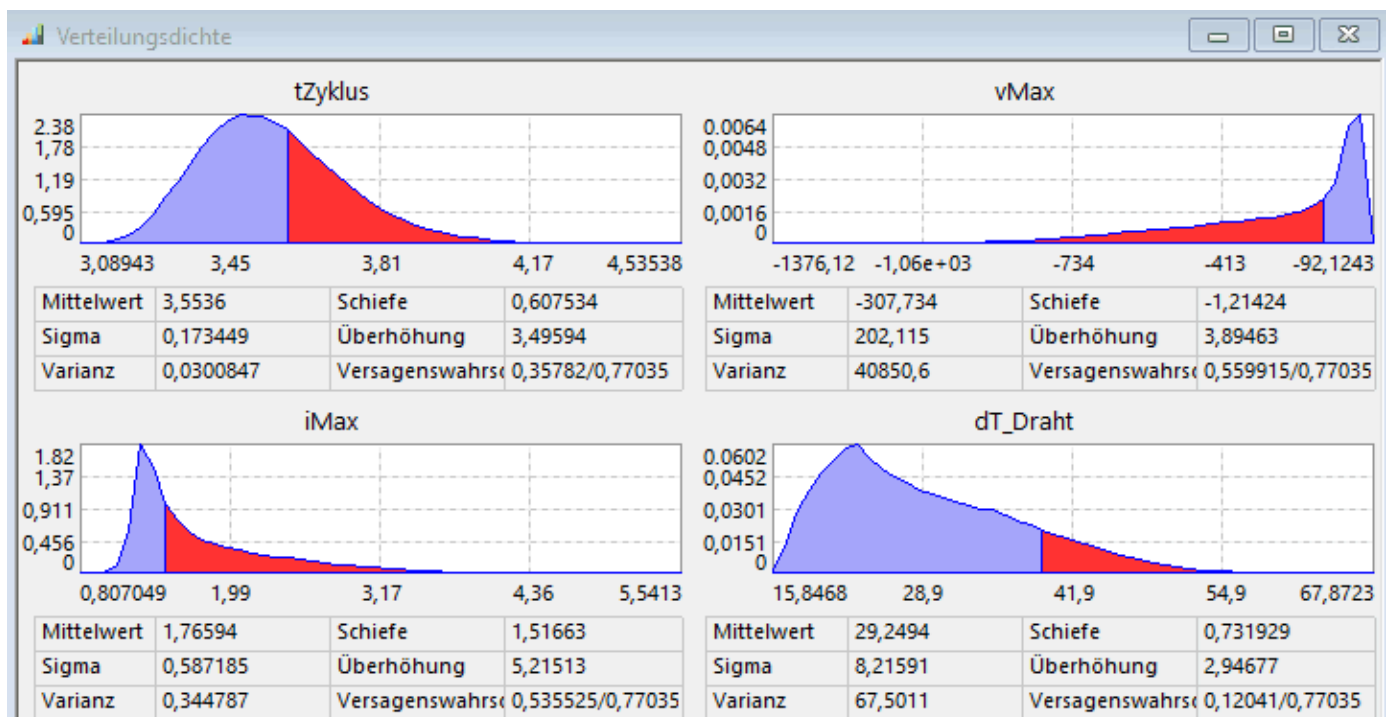 Verteilungsdichte
tZyklus
2.38
1,78
1,19
0,595
0
3,08943 3,45 3,81 4,17 4,53538
Mittelwert 3,5536 Schiefe 0,607534
Sigma 0,173449 Überhöhung 3,49594
Varianz 0,0300847 Versagenswahrsc 0,35782/0,77035
vMax
0.0064
0,0048
0,0032
0,0016
0
-1376,12 -1,06e+03 -734 -413 -92,1243
Mittelwert -307,734 Schiefe -1,21424
Sigma 202,115 Überhöhung 3,89463
Varianz 40850,6 Versagenswahrsc 0,559915/0,77035
iMax
1.82
1,37
0,911
0,456
0
0,807049 1,99 3,17 4,36 5,5413
Mittelwert 1,76594 Schiefe 1,51663
Sigma 0,587185 Überhöhung 5,21513
Varianz 0,344787 Versagenswahrsc 0,535525/0,77035
dT_Draht
0.0602
0,0452
0,0301
0,0151
0
15,8468 28,9 41,9 54,9 67,8723
Mittelwert 29,2494 Schiefe 0,731929
Sigma 8,21591 Überhöhung 2,94677
Varianz 67,5011 Versagenswahrsc 0,12041/0,77035